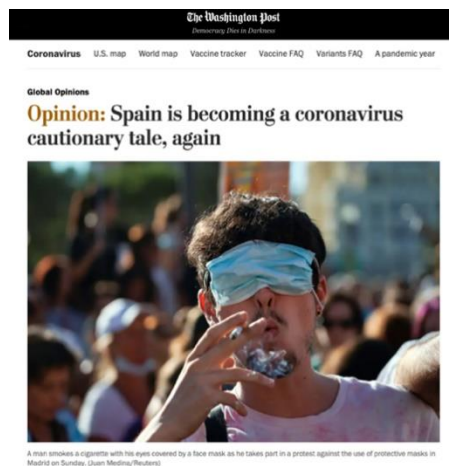 The Washington Post
Democracy Dies in Darkness
Coronavirus U.S. map World map Vaccine tracker Vaccine FAQ Variants FAQ A pandemic year
Global Opinions
Opinion: Spain is becoming a coronavirus
cautionary tale, again
A man smokes a cigarette with his eyes covered by a face mask as he takes part in a protest against the use of protective masks in
Madrid on Sunday. (Juan Medina/Reuters)